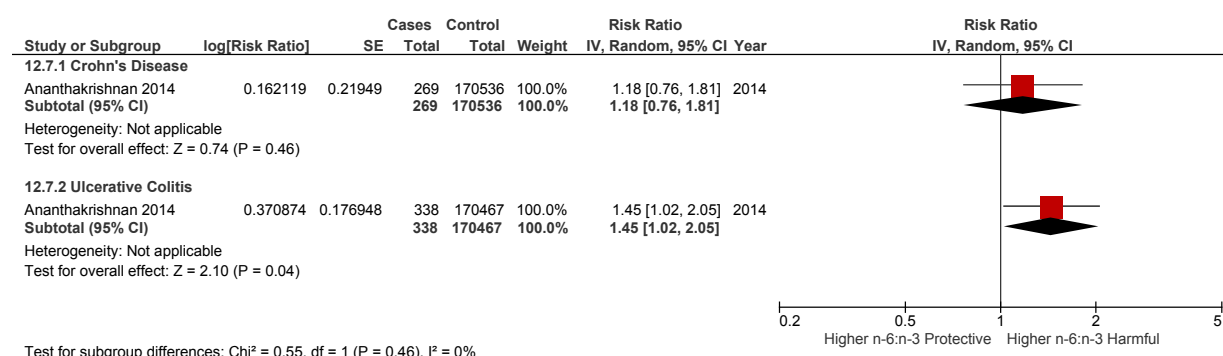 Cases Control Risk Ratio Risk Ratio
Study or Subgroup log[Risk Ratio] SE Total Total Weight IV, Random, 95% CI Year IV, Random, 95% CI
12.7.1 Crohn's Disease
Ananthakrishnan 2014 0.162119 0.21949 269 170536 100.0% 1.18 [0.76, 1.81] 2014
Subtotal (95% CI) 269 170536 100.0% 1.18 [0.76, 1.81]
Heterogeneity: Not applicable
Test for overall effect: Z = 0.74 (P = 0.46)
12.7.2 Ulcerative Colitis
Ananthakrishnan 2014 0.370874 0.176948 338 170467 100.0% 1.45 [1.02, 2.05] 2014
Subtotal (95% CI) 338 170467 100.0% 1.45 [1.02, 2.05]
Heterogeneity: Not applicable
Test for overall effect: Z = 2.10 (P = 0.04)
0.2 0.5 1 2 5
Higher n-6:n-3 Protective Higher n-6:n-3 Harmful
Test for subgroup differences: Chi² = 0.55, df = 1 (P = 0.46), I² = 0%